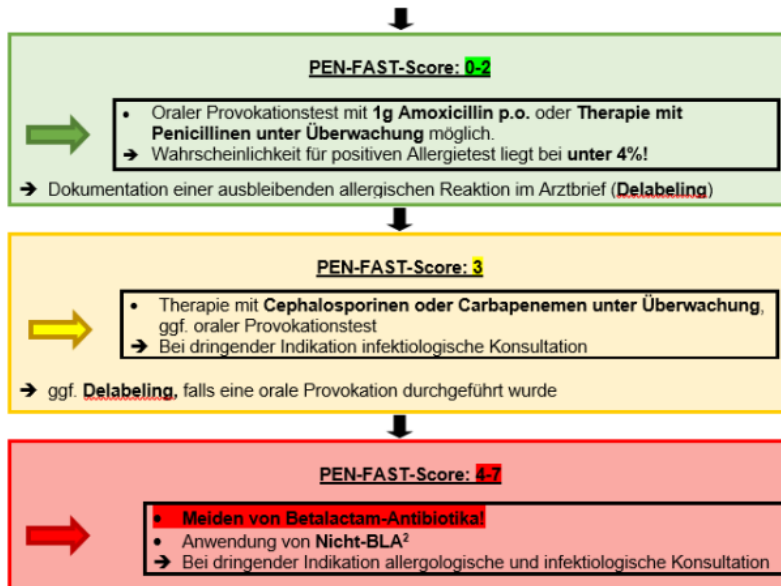 PEN-FAST-Score: 0-2
• Oraler Provokationstest mit 1g Amoxicillin p.o. oder Therapie mit
Penicillinen unter Überwachung möglich.
➔ Wahrscheinlichkeit für positiven Allergietest liegt bei unter 4%!
➔ Dokumentation einer ausbleibenden allergischen Reaktion im Arztbrief (Delabeling)
PEN-FAST-Score: 3
• Therapie mit Cephalosporinen oder Carbapenemen unter Überwachung,
ggf. oraler Provokationstest
➔ Bei dringender Indikation infektiologische Konsultation
➔ ggf. Delabeling, falls eine orale Provokation durchgeführt wurde
PEN-FAST-Score: 4-7
• Meiden von Betalactam-Antibiotika!
• Anwendung von Nicht-BLA²
➔ Bei dringender Indikation allergologische und infektiologische Konsultation